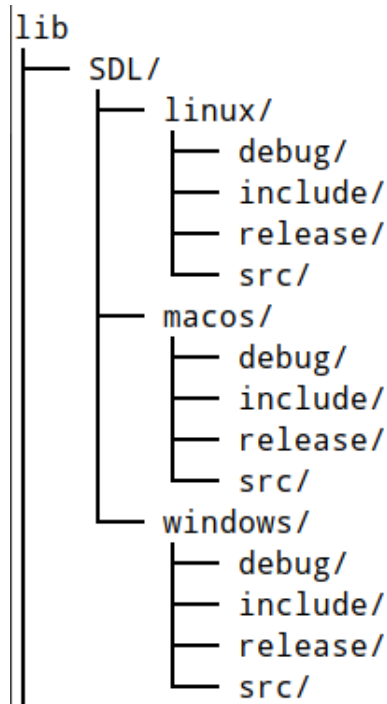 lib
SDL/
linux/
debug/
include/
release/
src/
macos/
debug/
include/
release/
src/
windows/
debug/
include/
release/
src/